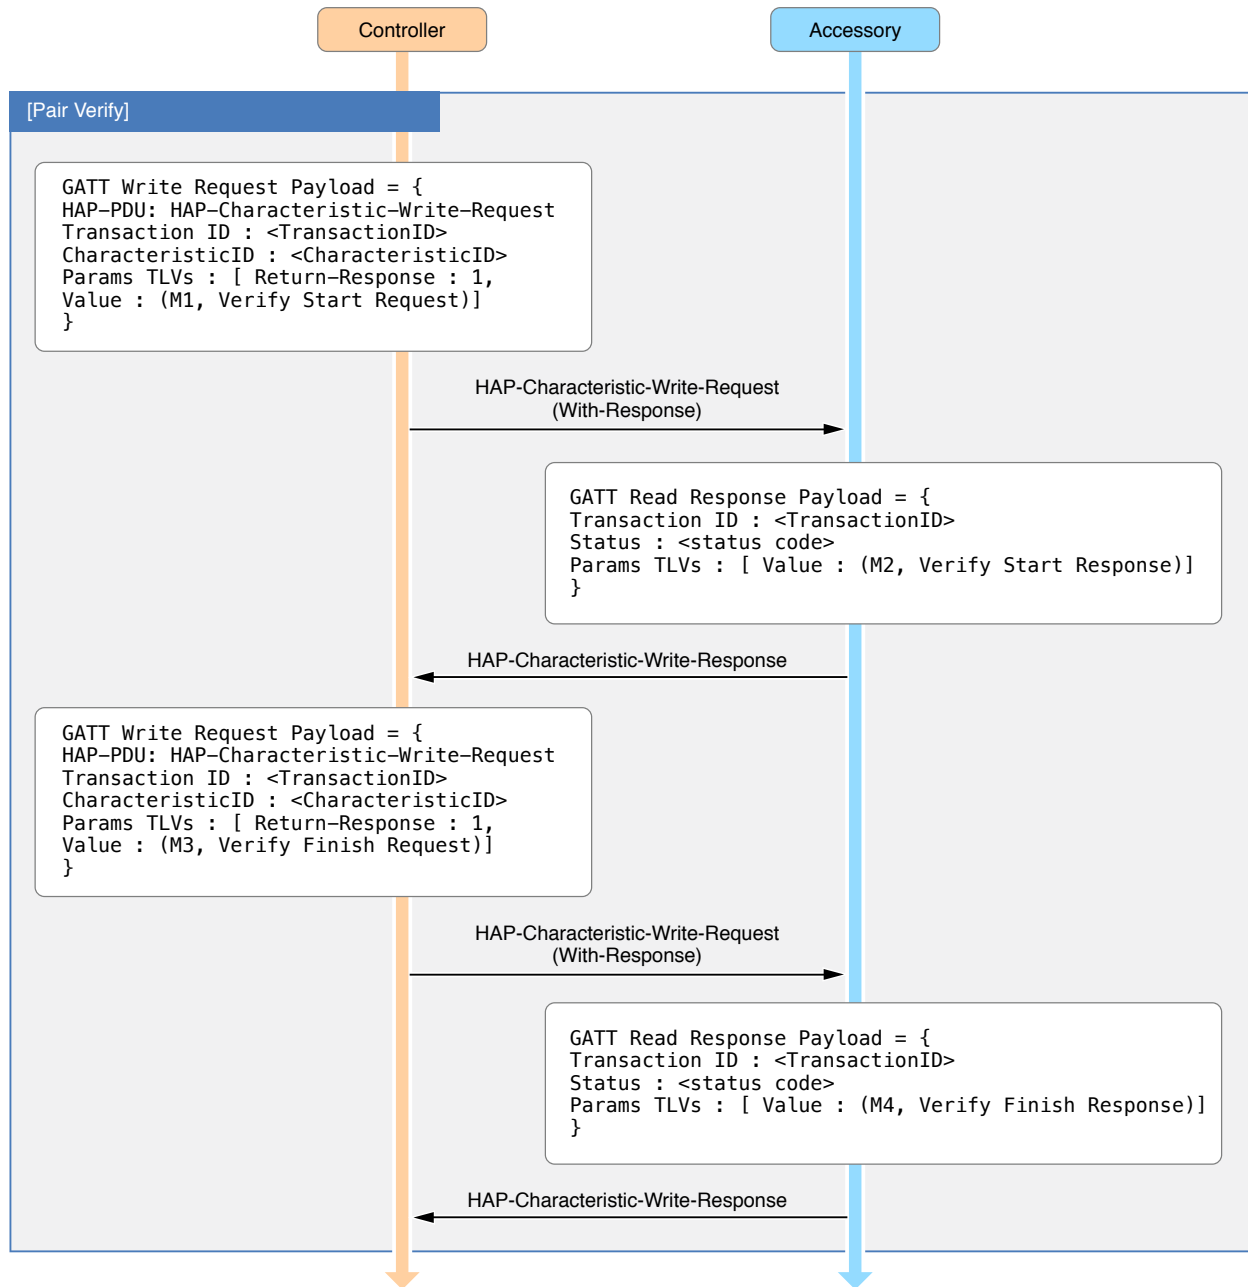 Controller
Accessory
[Pair Verify]
GATT Write Request Payload = {
HAP-PDU: HAP-Characteristic-Write-Request
Transaction ID : <TransactionID>
CharacteristicID : <CharacteristicID>
Params TLVs : [ Return-Response : 1,
Value : (M1, Verify Start Request)]
}
HAP-Characteristic-Write-Request
(With-Response)
GATT Read Response Payload = {
Transaction ID : <TransactionID>
Status : <status code>
Params TLVs : [ Value : (M2, Verify Start Response)]
}
HAP-Characteristic-Write-Response
GATT Write Request Payload = {
HAP-PDU: HAP-Characteristic-Write-Request
Transaction ID : <TransactionID>
CharacteristicID : <CharacteristicID>
Params TLVs : [ Return-Response : 1,
Value : (M3, Verify Finish Request)]
}
HAP-Characteristic-Write-Request
(With-Response)
GATT Read Response Payload = {
Transaction ID : <TransactionID>
Status : <status code>
Params TLVs : [ Value : (M4, Verify Finish Response)]
}
HAP-Characteristic-Write-Response